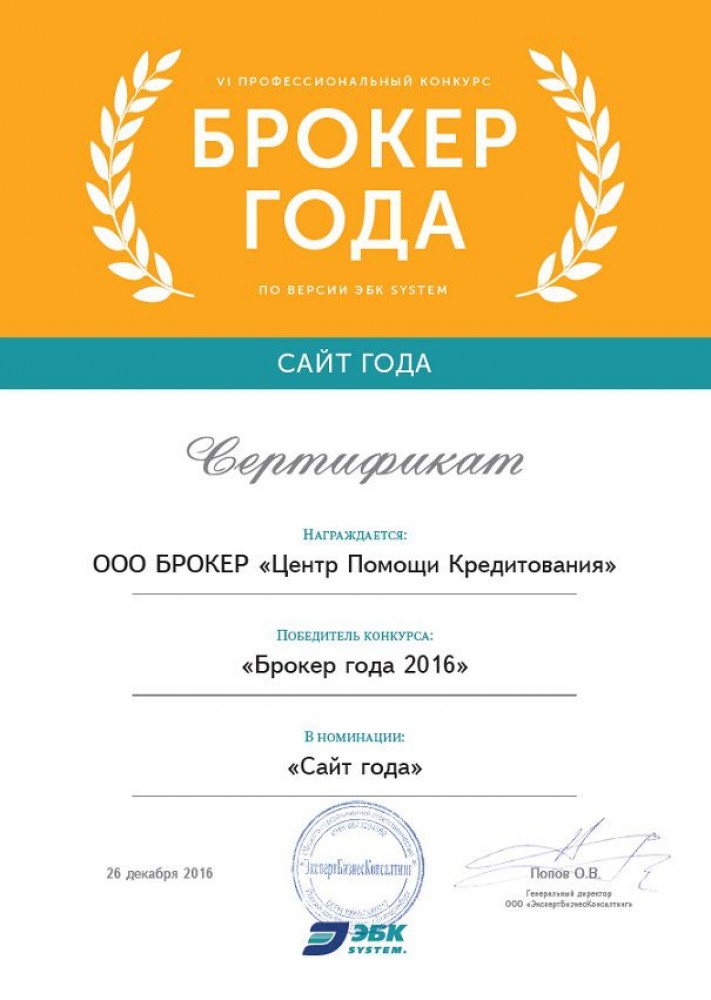 VI ПРОФЕССИОНАЛЬНЫЙ КОНКУРС
БРОКЕР
ГОДА
ПО ВЕРСИИ ЭБК SYSTEM
САЙТ ГОДА
Сертификат
НАГРАЖДАЕТСЯ:
ООО БРОКЕР «Центр Помощи Кредитования»
ПОБЕДИТЕЛЬ КОНКУРСА:
«Брокер года 2016»
В НОМИНАЦИИ:
«Сайт года»
26 декабря 2016
ЭкспертБизнесКонсалтинг
Попов О.В.
Генеральный директор
ООО «ЭкспертБизнесКонсалтинг»
ЭБК
SYSTEM.